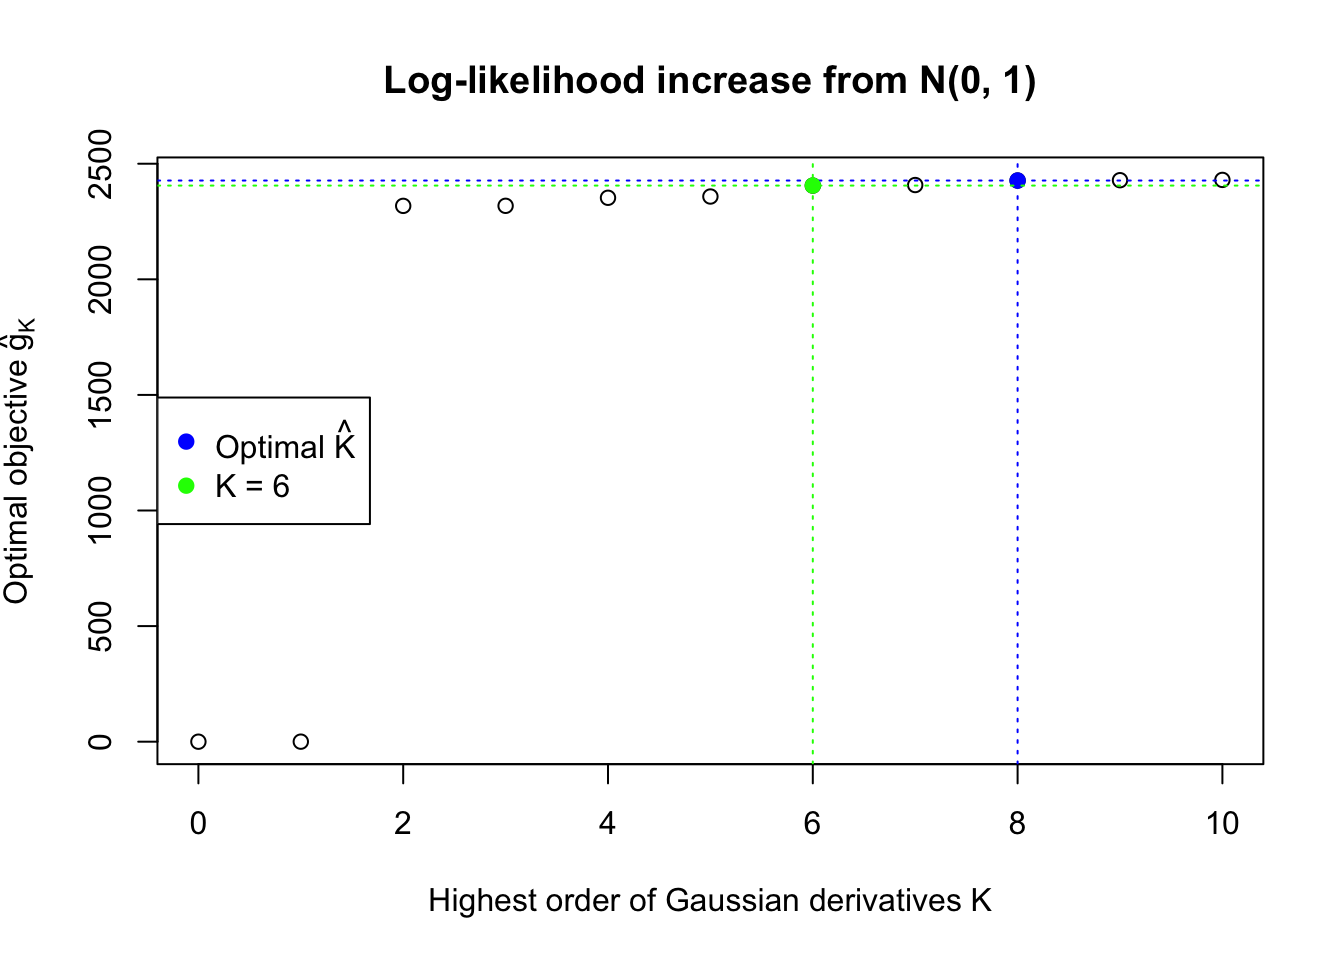 Log-likelihood increase from N(0, 1)
Optimal objective ĝ_K
2500
2000
1500
1000
500
0
Optimal K̂
K = 6
0 2 4 6 8 10
Highest order of Gaussian derivatives K